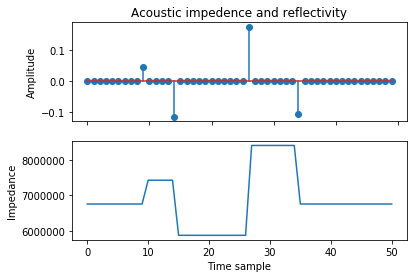 Acoustic impedence and reflectivity
Amplitude
0.1
0.0
−0.1
Impedance
8000000
7000000
6000000
0 10 20 30 40 50
Time sample